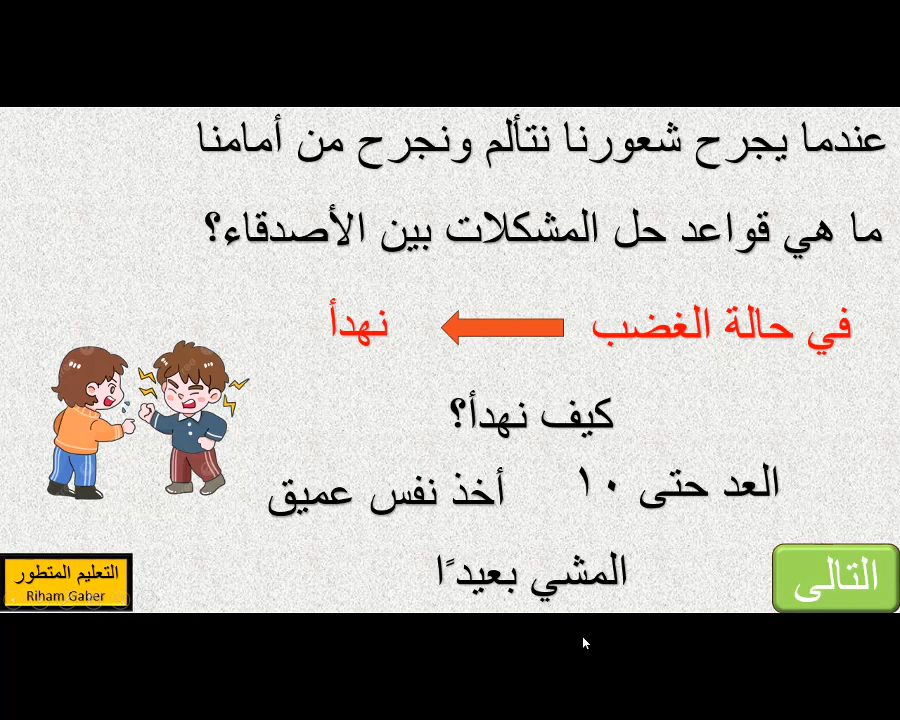 عندما يجرح شعورنا نتألم ونجرح من أمامنا
ما هي قواعد حل المشكلات بين الأصدقاء؟
في حالة الغضب نهدأ
كيف نهدأ؟
العد حتى ١٠ أخذ نفس عميق
المشي بعيدًا
التالى
التعليم المتطور
Riham Gaber